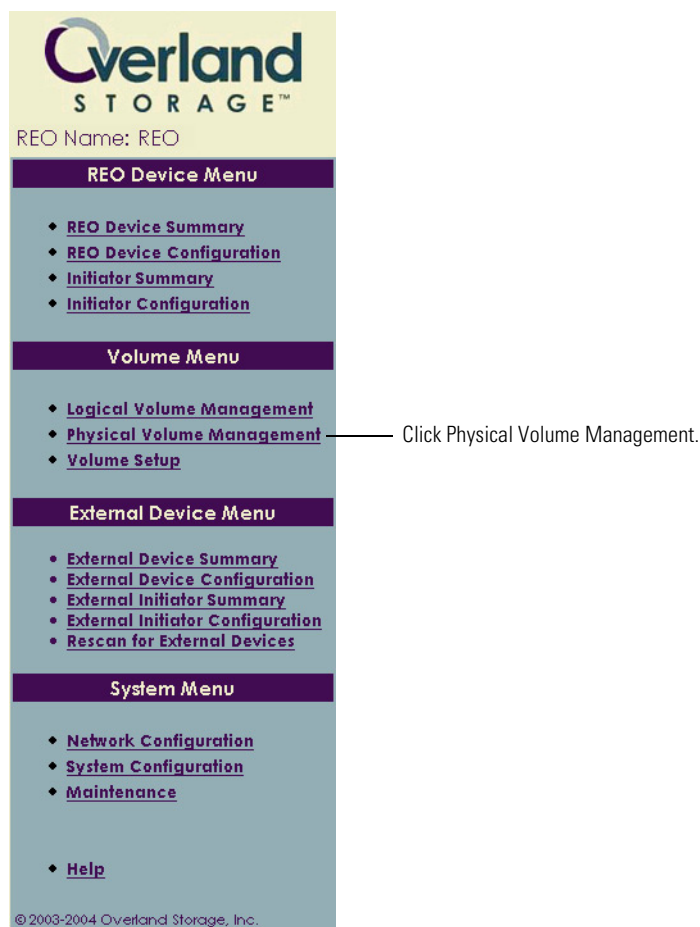 Overland
STORAGE™
REO Name: REO
REO Device Menu
REO Device Summary
REO Device Configuration
Initiator Summary
Initiator Configuration
Volume Menu
Logical Volume Management
Physical Volume Management
Click Physical Volume Management.
Volume Setup
External Device Menu
External Device Summary
External Device Configuration
External Initiator Summary
External Initiator Configuration
Rescan for External Devices
System Menu
Network Configuration
System Configuration
Maintenance
Help
© 2003-2004 Overland Storage, Inc.